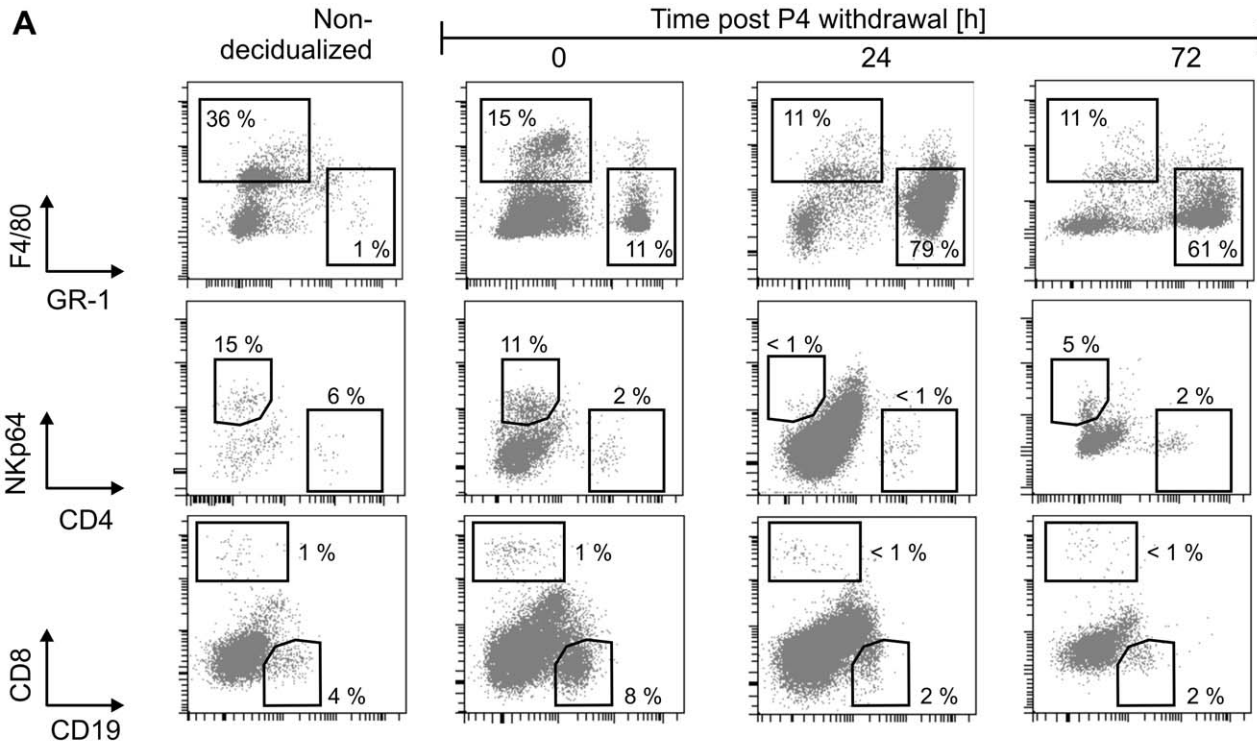 A
Non-
decidualized
Time post P4 withdrawal [h]
0
24
72
36 %
1 %
15 %
11 %
11 %
79 %
11 %
61 %
F4/80
GR-1
15 %
6 %
11 %
2 %
< 1 %
< 1 %
5 %
2 %
NKp64
CD4
1 %
4 %
1 %
8 %
< 1 %
2 %
< 1 %
2 %
CD8
CD19